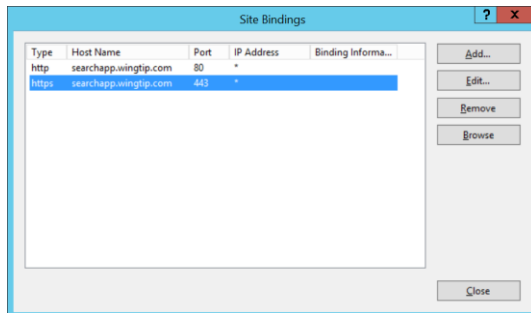 Site Bindings
? X
Type Host Name Port IP Address Binding Informa...
http searchapp.wingtip.com 80 *
https searchapp.wingtip.com 443 *
Add...
Edit...
Remove
Browse
Close